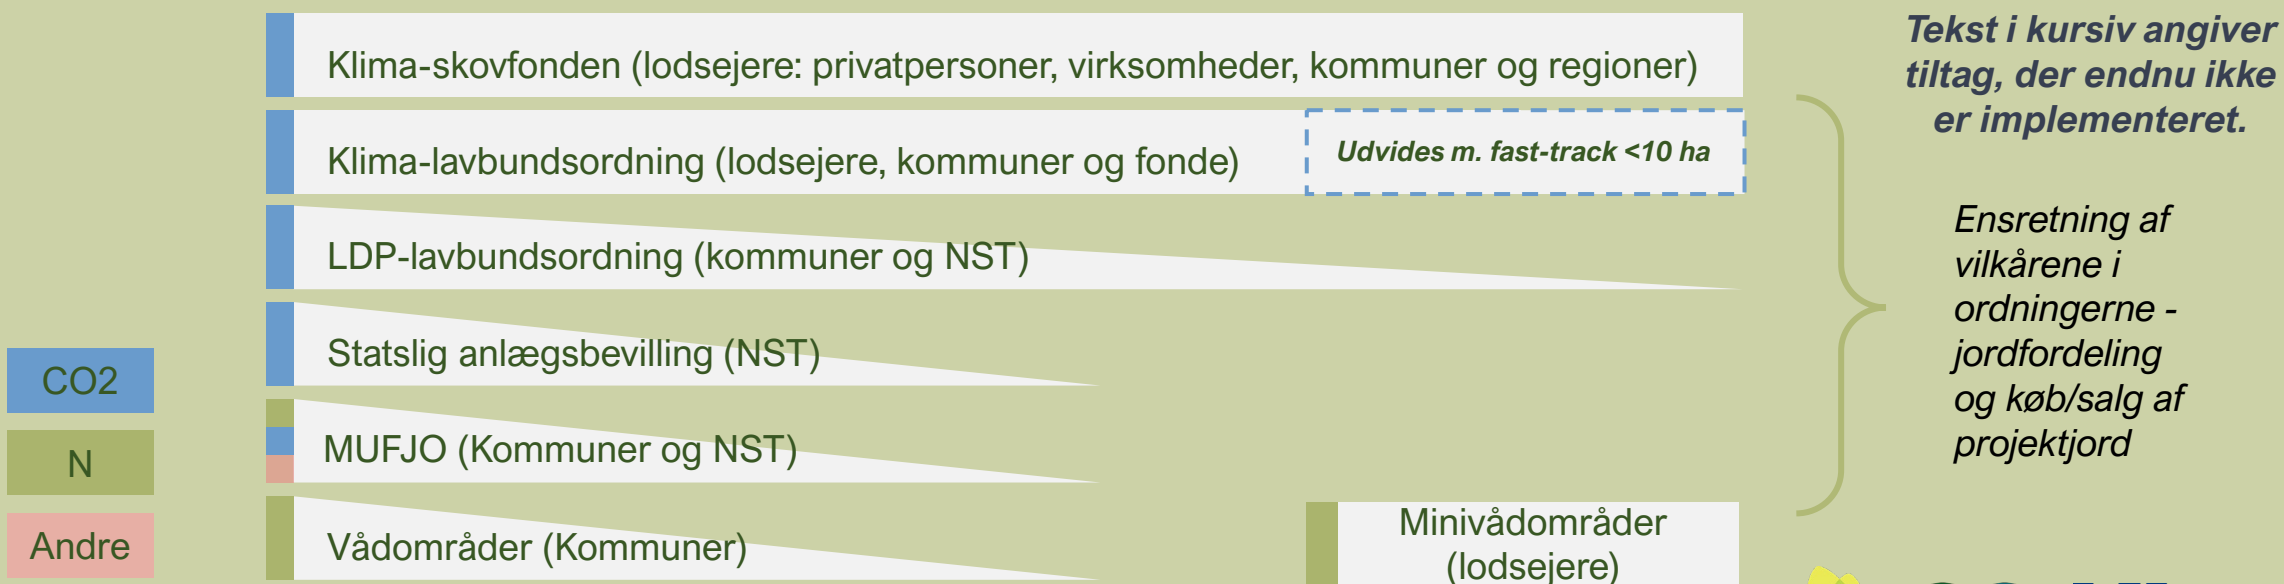 Klima-skovfonden (lodsejere: privatpersoner, virksomheder, kommuner og regioner)
Klima-lavbundsordning (lodsejere, kommuner og fonde)
Udvides m. fast-track <10 ha
LDP-lavbundsordning (kommuner og NST)
Statslig anlægsbevilling (NST)
MUFJO (Kommuner og NST)
Vådområder (Kommuner)
Minivådområder
(lodsejere)
CO2
N
Andre
Tekst i kursiv angiver
tiltag, der endnu ikke
er implementeret.
Ensretning af
vilkårene i
ordningerne -
jordfordeling
og køb/salg af
projektjord